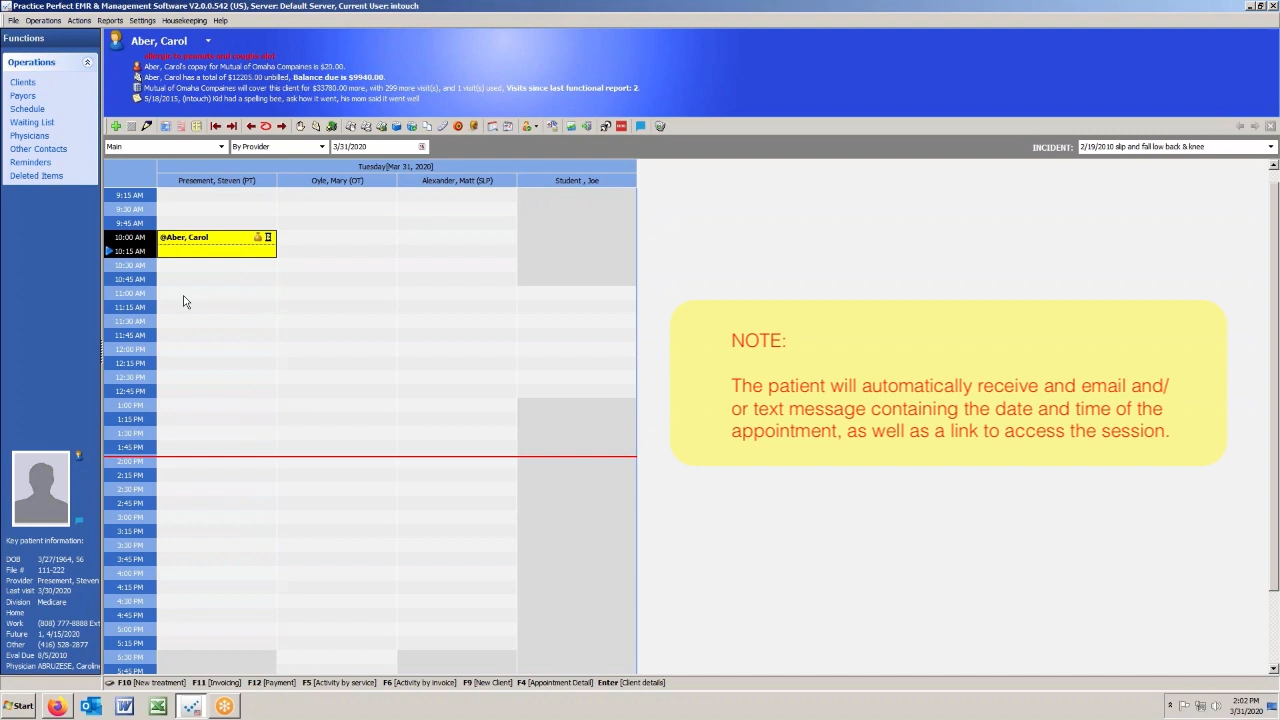 Practice Perfect EMR & Management Software V2.0.0.542 (US), Server: Default Server, Current User: intouch
File Operations Actions Reports Settings Housekeeping Help
Functions
Operations
Clients
Payors
Schedule
Waiting List
Physicians
Other Contacts
Reminders
Deleted Items
Aber, Carol
allergic to peanuts and coughs alot
Aber, Carol's copay for Mutual of Omaha Compaines is $20.00.
Aber, Carol has a total of $12205.00 unbilled, Balance due is $9940.00.
Mutual of Omaha Compaines will cover this client for $33780.00 more, with 299 more visit(s), and 1 visit(s) used, Visits since last functional report: 2.
5/18/2015, (Intouch) Kid had a spelling bee, ask how it went, his mom said it went well
Main By Provider 3/31/2020 INCIDENT: 2/19/2010 slip and fall low back & knee
Tuesday[Mar 31, 2020]
Presement, Steven (PT) Oyle, Mary (OT) Alexander, Matt (SLP) Student , Joe
9:15 AM
9:30 AM
9:45 AM
10:00 AM @Aber, Carol
10:15 AM
10:30 AM
10:45 AM
11:00 AM
11:15 AM
11:30 AM
11:45 AM
12:00 PM
12:15 PM
12:30 PM
12:45 PM
1:00 PM
1:15 PM
1:30 PM
1:45 PM
2:00 PM
2:15 PM
2:30 PM
2:45 PM
3:00 PM
3:15 PM
3:30 PM
3:45 PM
4:00 PM
4:15 PM
4:30 PM
4:45 PM
5:00 PM
5:15 PM
5:30 PM
5:45 PM
NOTE:
The patient will automatically receive and email and/
or text message containing the date and time of the
appointment, as well as a link to access the session.
Key patient information:
DOB 3/27/1964, 56
File # 111-222
Provider Presement, Steven
Last visit 3/30/2020
Division Medicare
Home
Work (808) 777-8888 Ext
Future 1, 4/15/2020
Other (416) 528-2877
Eval Due 8/5/2010
Physician ABRUZESE, Caroline
F10 [New treatment] F11 [Invoicing] F12 [Payment] F5 [Activity by service] F6 [Activity by Invoice] F9 [New Client] F4 [Appointment Detail] Enter [Client details]
Start
2:02 PM
3/31/2020